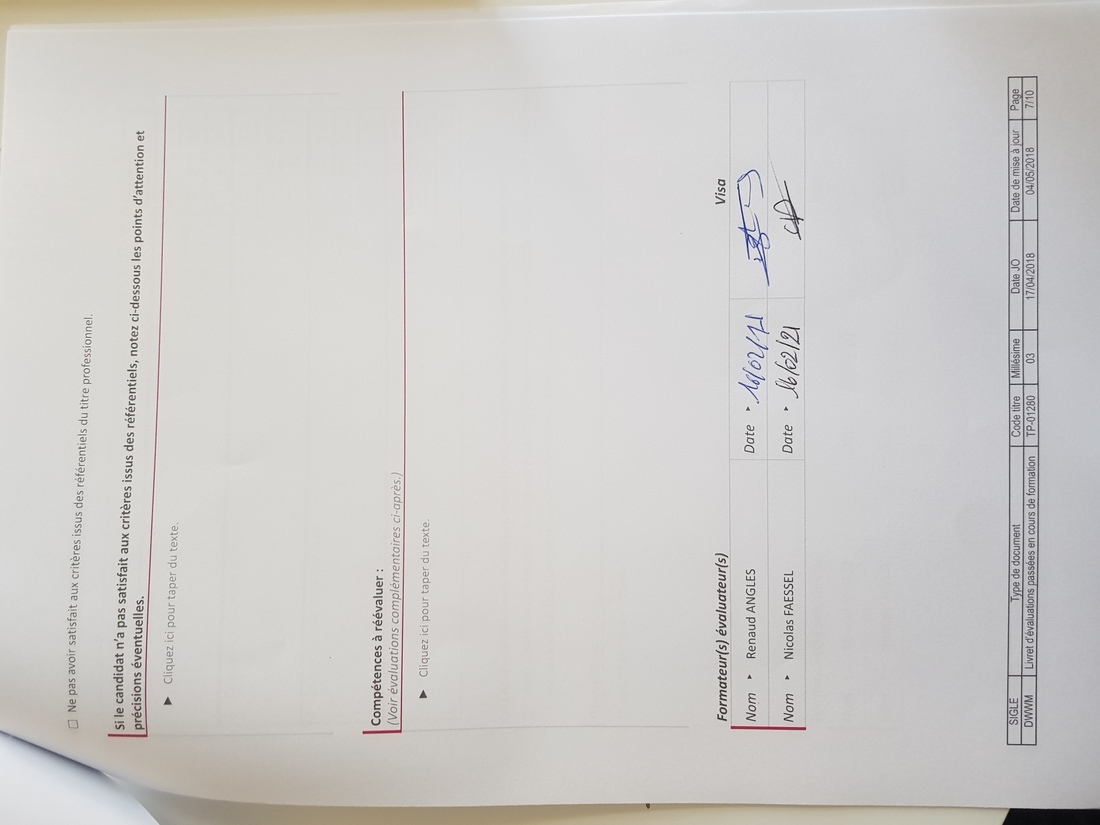 ☐ Ne pas avoir satisfait aux critères issus des référentiels du titre professionnel.
Si le candidat n'a pas satisfait aux critères issus des référentiels, notez ci-dessous les points d'attention et
précisions éventuelles.
► Cliquez ici pour taper du texte.
Compétences à réévaluer :
(Voir évaluations complémentaires ci-après.)
► Cliquez ici pour taper du texte.
Formateur(s) évaluateur(s) Visa
Nom ► Renaud ANGLES Date ► 16/02/21
Nom ► Nicolas FAESSEL Date ► 16/02/21
SIGLE Type de document Code titre Millésime Date JO Date de mise à jour Page
DWWM Livret d'évaluations passées en cours de formation TP-01280 03 17/04/2018 04/05/2018 7/10